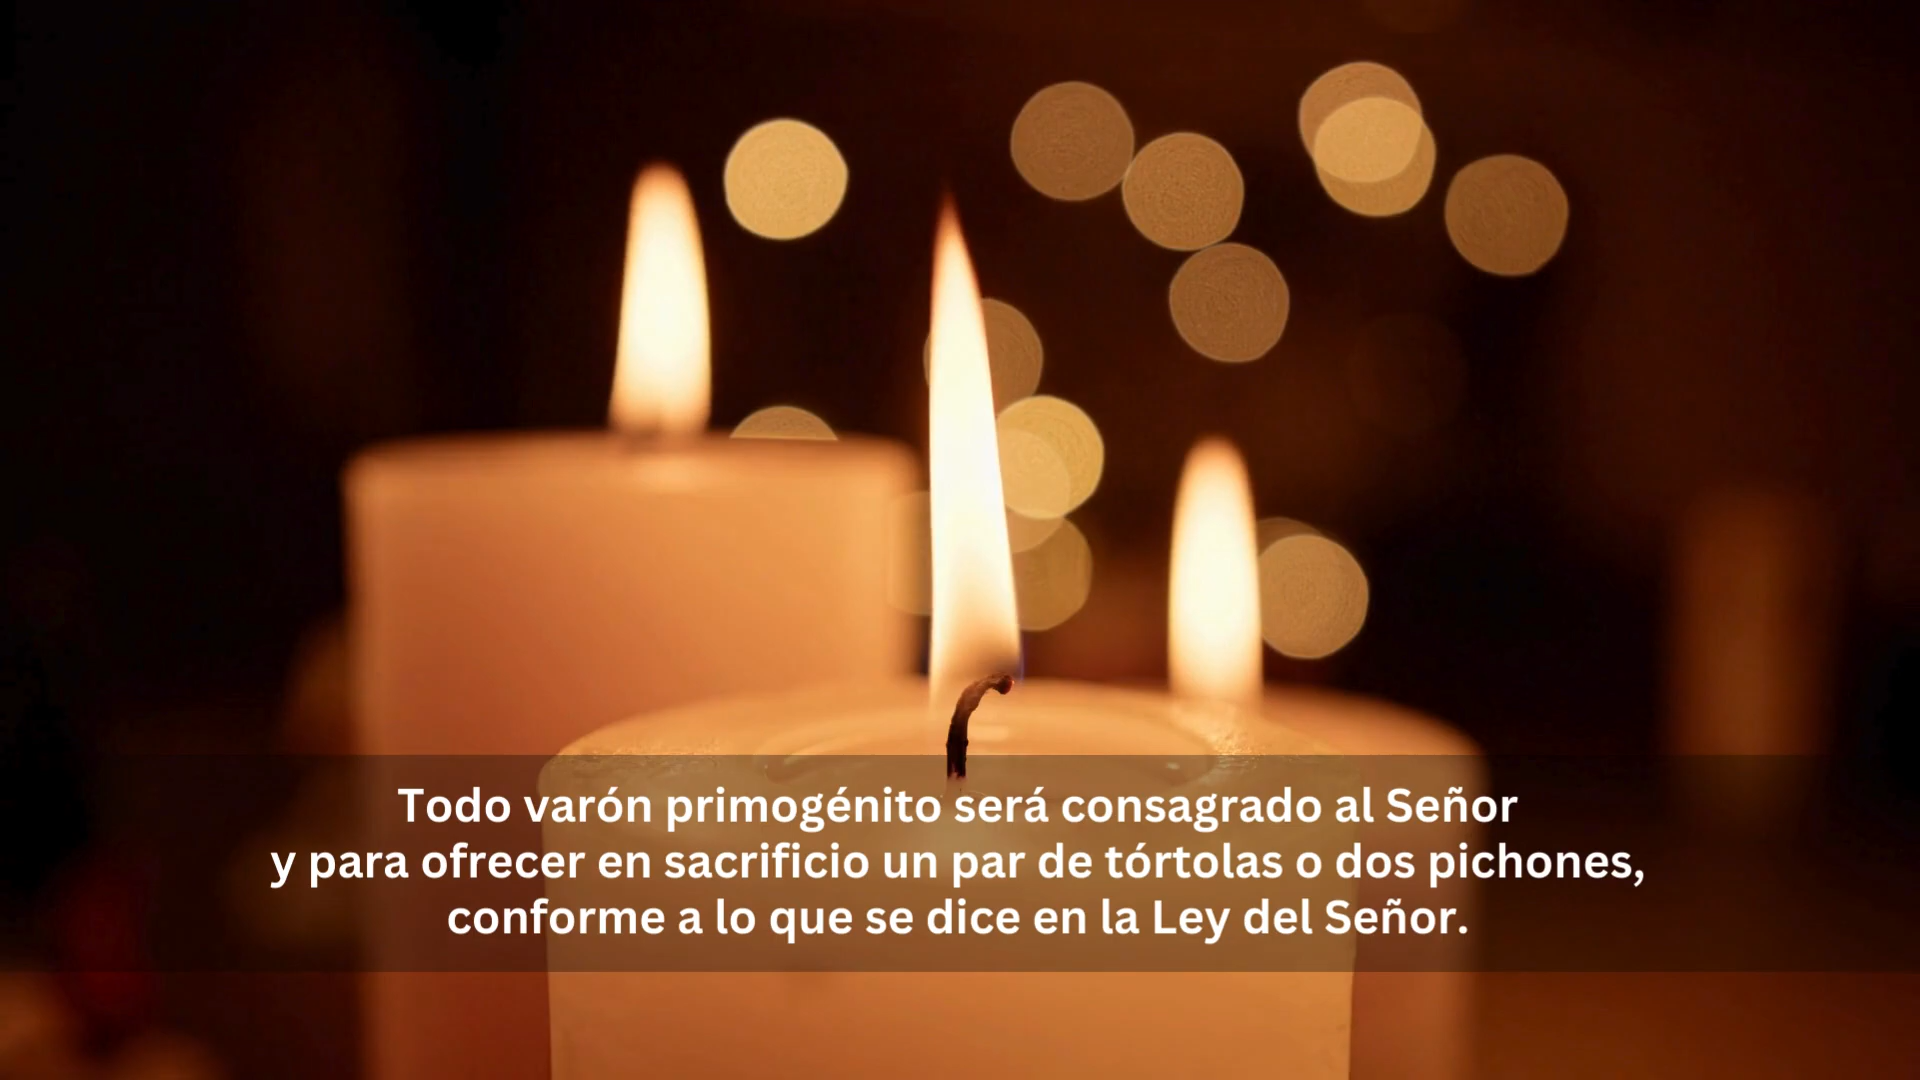 Todo varón primogénito será consagrado al Señor
y para ofrecer en sacrificio un par de tórtolas o dos pichones,
conforme a lo que se dice en la Ley del Señor.